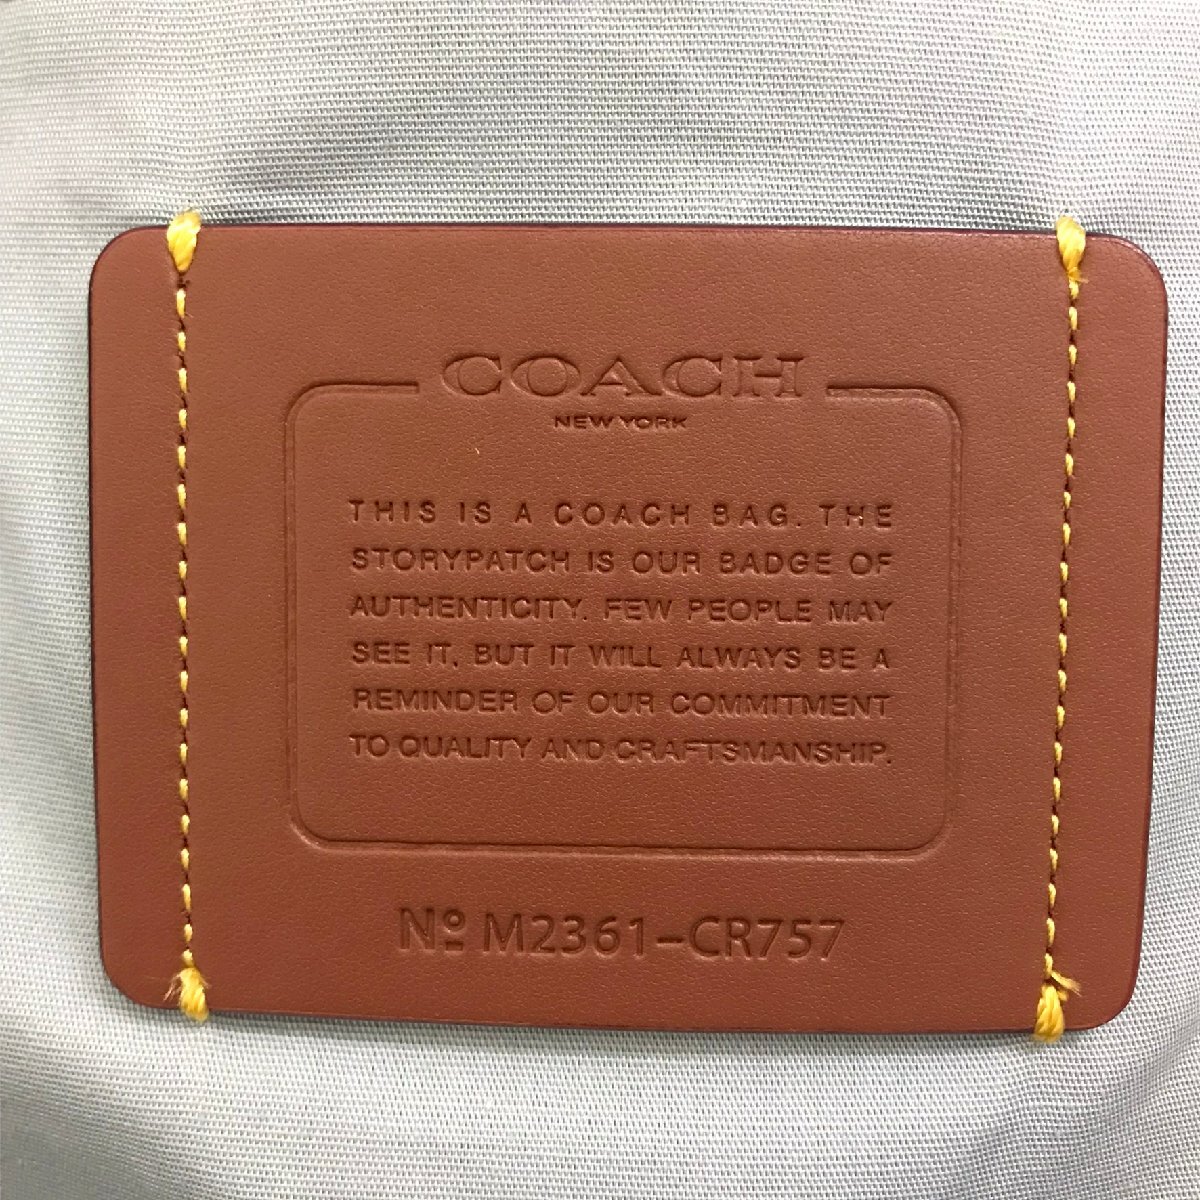 COACH
NEW YORK
THIS IS A COACH BAG. THE
STORYPATCH IS OUR BADGE OF
AUTHENTICITY. FEW PEOPLE MAY
SEE IT, BUT IT WILL ALWAYS BE A
REMINDER OF OUR COMMITMENT
TO QUALITY AND CRAFTSMANSHIP.
Nº M2361-CR757